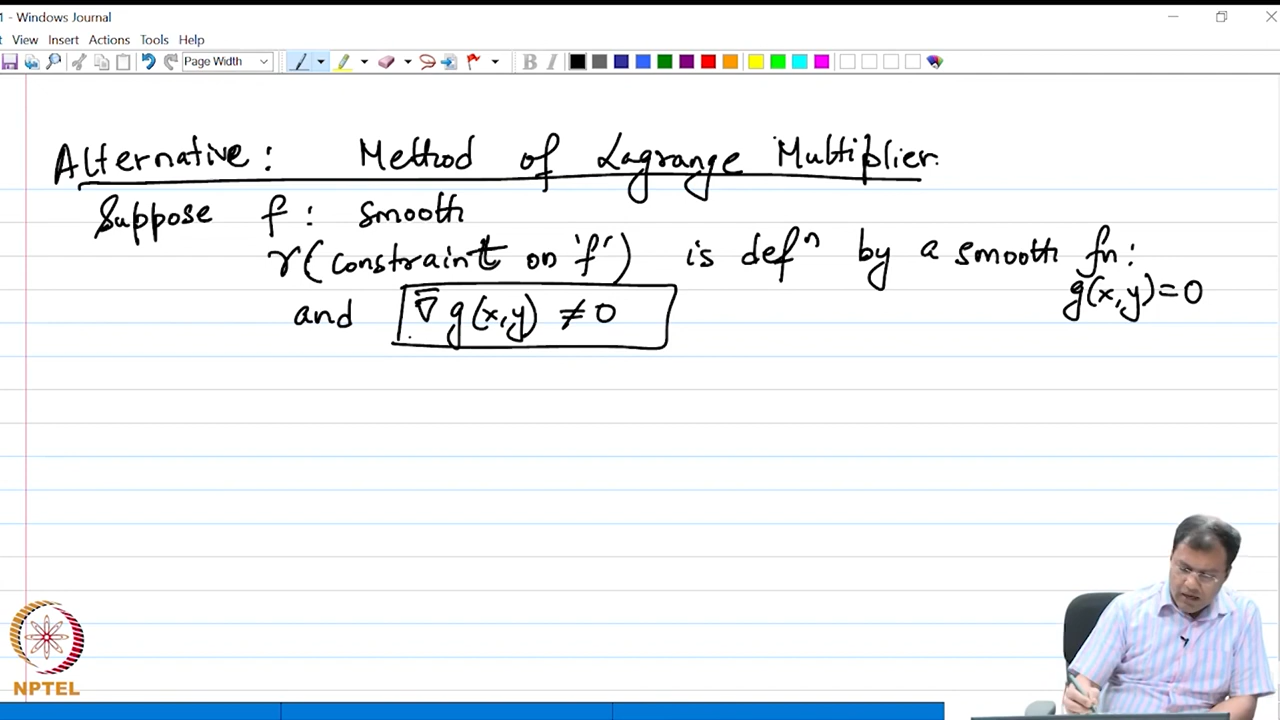 1 - Windows Journal
t View Insert Actions Tools Help
Page Width
B I
Alternative: Method of Lagrange Multiplier.
Suppose f: smooth
γ(constraint on 'f') is defⁿ by a smooth fn:
g(x,y)=0
and ∇̅ g(x,y) ≠ 0
NPTEL